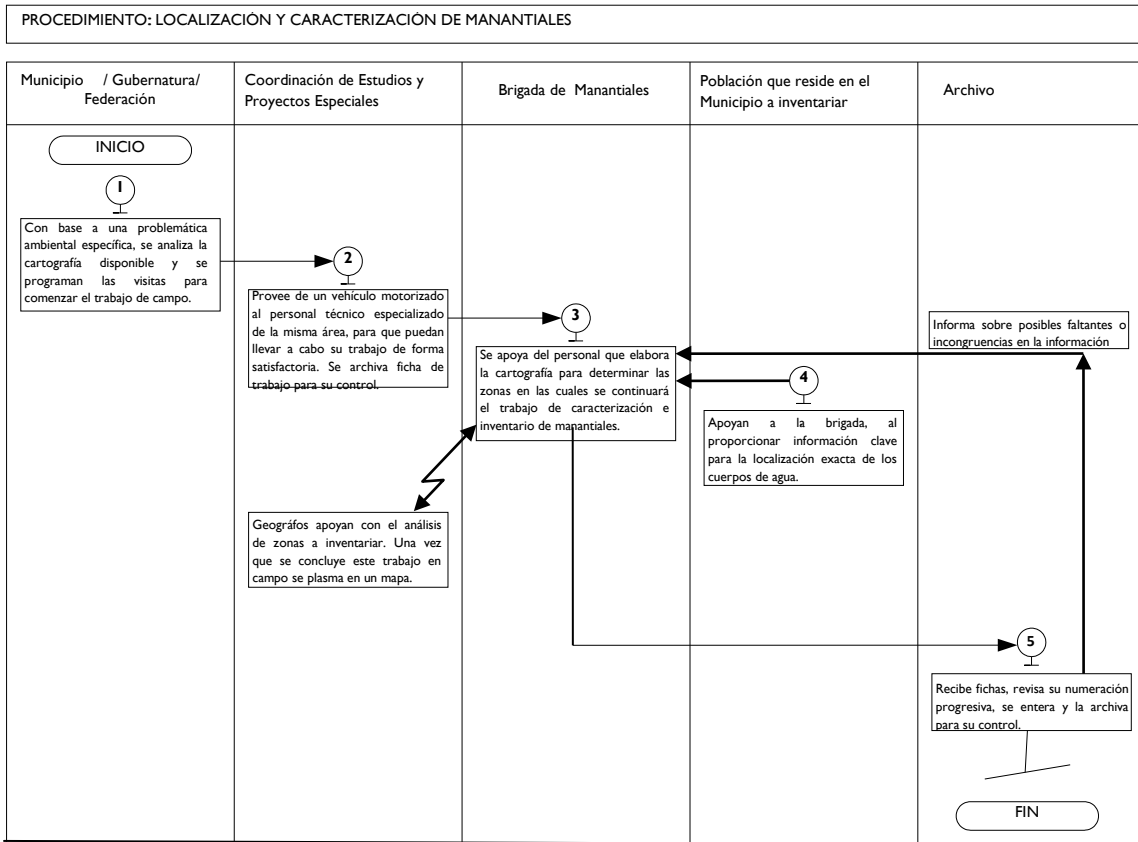 PROCEDIMIENTO: LOCALIZACIÓN Y CARACTERIZACIÓN DE MANANTIALES
Municipio / Gubernatura/
Federación
Coordinación de Estudios y
Proyectos Especiales
Brigada de Manantiales
Población que reside en el
Municipio a inventariar
Archivo
INICIO
1
Con base a una problemática
ambiental específica, se analiza la
cartografía disponible y se
programan las visitas para
comenzar el trabajo de campo.
2
Provee de un vehículo motorizado
al personal técnico especializado
de la misma área, para que puedan
llevar a cabo su trabajo de forma
satisfactoria. Se archiva ficha de
trabajo para su control.
3
Se apoya del personal que elabora
la cartografía para determinar las
zonas en las cuales se continuará
el trabajo de caracterización e
inventario de manantiales.
Informa sobre posibles faltantes o
incongruencias en la información
4
Apoyan a la brigada, al
proporcionar información clave
para la localización exacta de los
cuerpos de agua.
Geográfos apoyan con el análisis
de zonas a inventariar. Una vez
que se concluye este trabajo en
campo se plasma en un mapa.
5
Recibe fichas, revisa su numeración
progresiva, se entera y la archiva
para su control.
FIN